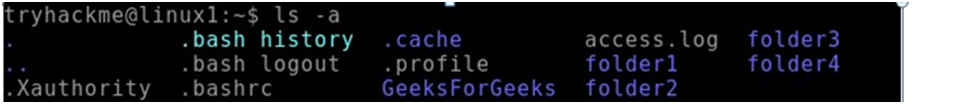 tryhackme@linux1:~$ ls -a
. .bash history .cache access.log folder3
.. .bash logout .profile folder1 folder4
.Xauthority .bashrc GeeksForGeeks folder2